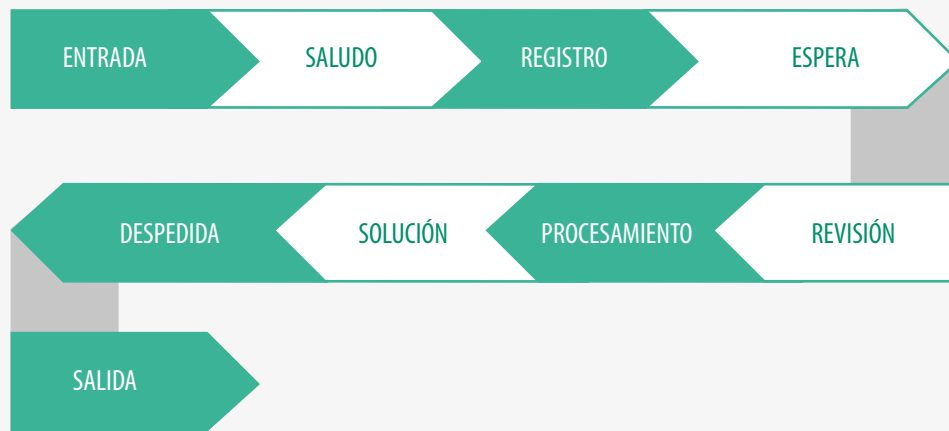 ENTRADA
SALUDO
REGISTRO
ESPERA
DESPEDIDA
SOLUCIÓN
PROCESAMIENTO
REVISIÓN
SALIDA